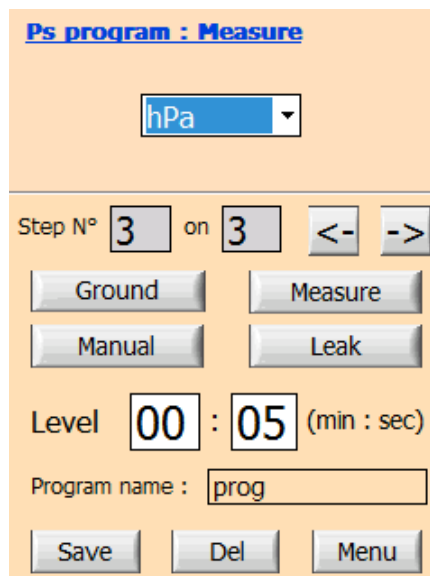 Ps program : Measure
hPa
Step N° 3 on 3 <- ->
Ground Measure
Manual Leak
Level 00 : 05 (min : sec)
Program name : prog
Save Del Menu